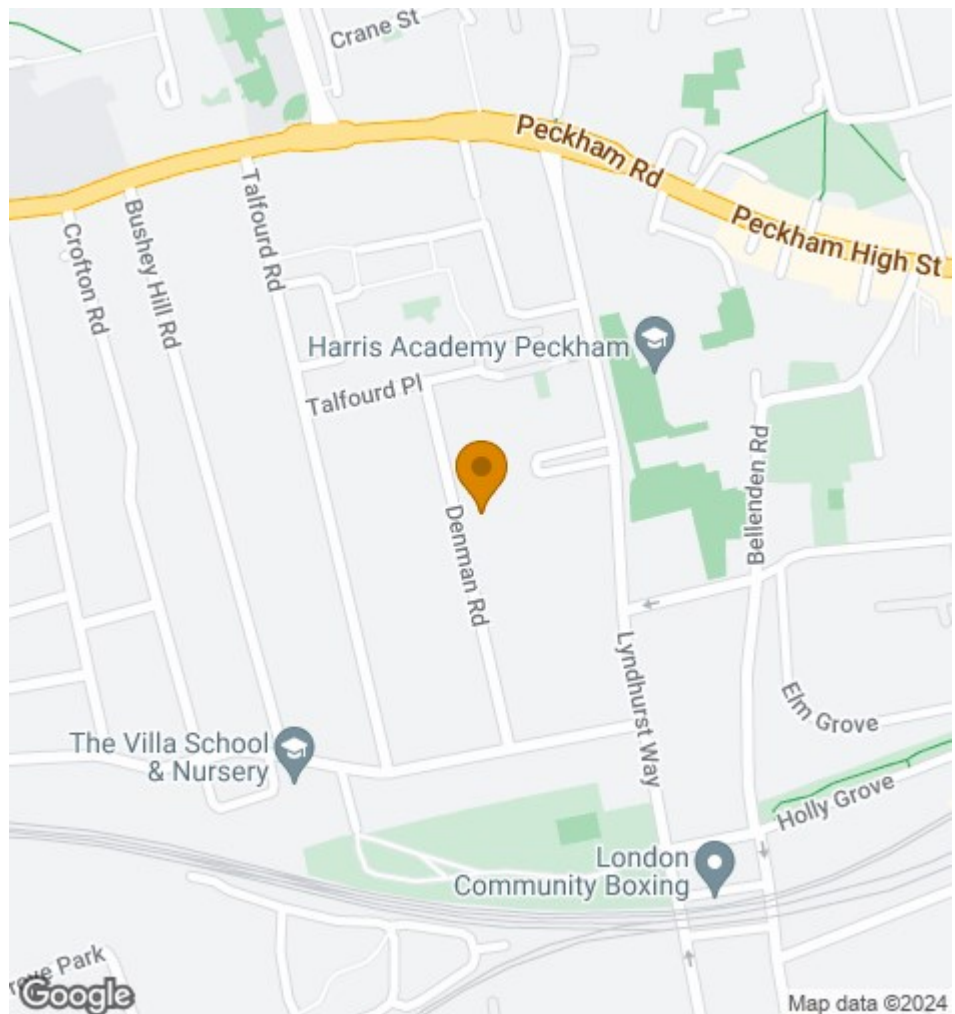 Crane St
Peckham Rd
Peckham High St
Talfourd Rd
Bushey Hill Rd
Crofton Rd
Harris Academy Peckham
Talfourd Pl
Bellenden Rd
Denman Rd
Lyndhurst Way
Elm Grove
The Villa School
& Nursery
Holly Grove
London
Community Boxing
rove Park
Google
Map data ©2024